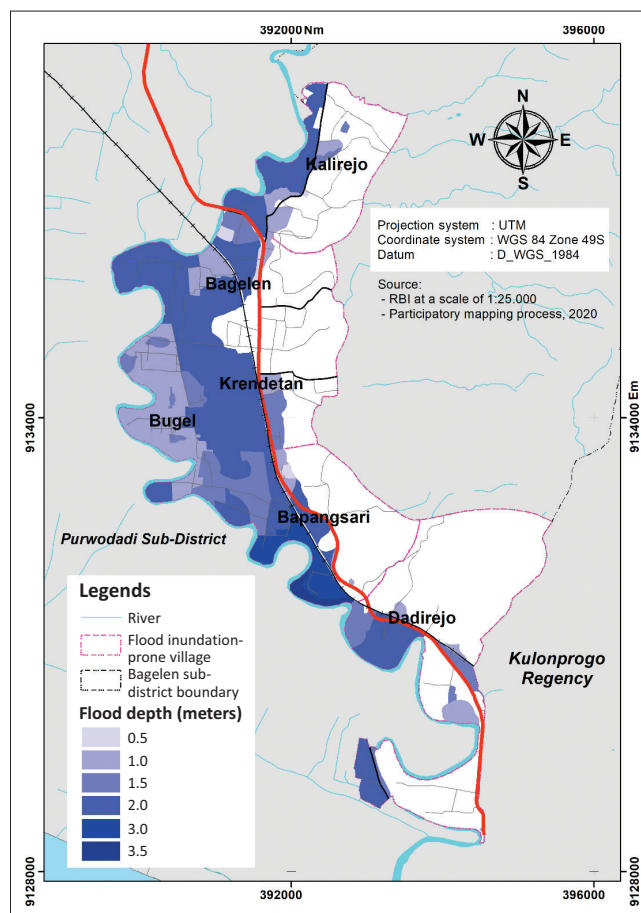 392000 Nm
396000
N
W
E
S
Kalirejo
Projection system : UTM
Coordinate system : WGS 84 Zone 49S
Datum : D_WGS_1984
Source:
- RBI at a scale of 1:25.000
- Participatory mapping process, 2020
Bagelen
Krendetan
Bugel
9134000
9134000 Em
Bapangsari
Purwodadi Sub-District
Dadirejo
Kulonprogo
Regency
Legends
River
Flood inundation-
prone village
Bagelen sub-
district boundary
Flood depth (meters)
0.5
1.0
1.5
2.0
3.0
3.5
9128000
9128000
392000
396000